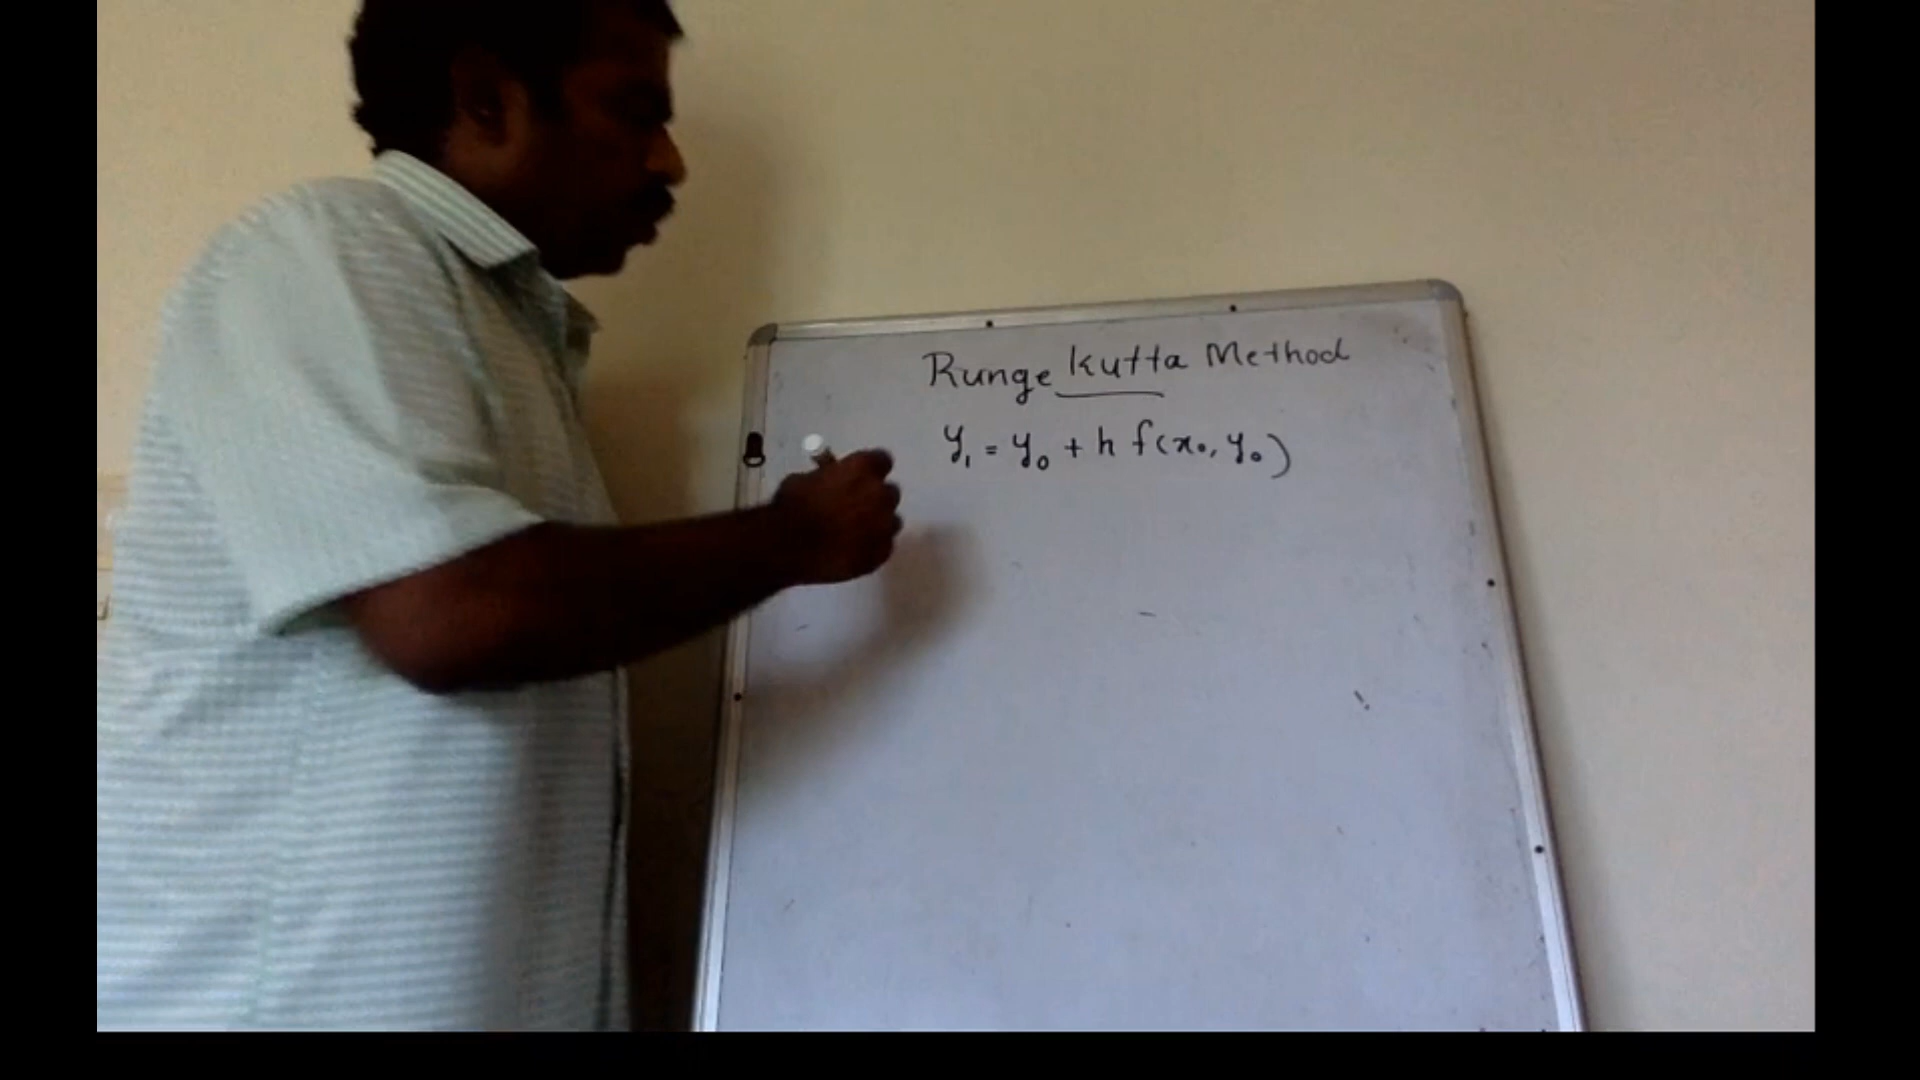 Runge Kutta Method
y₁ = y₀ + h f(x₀, y₀)